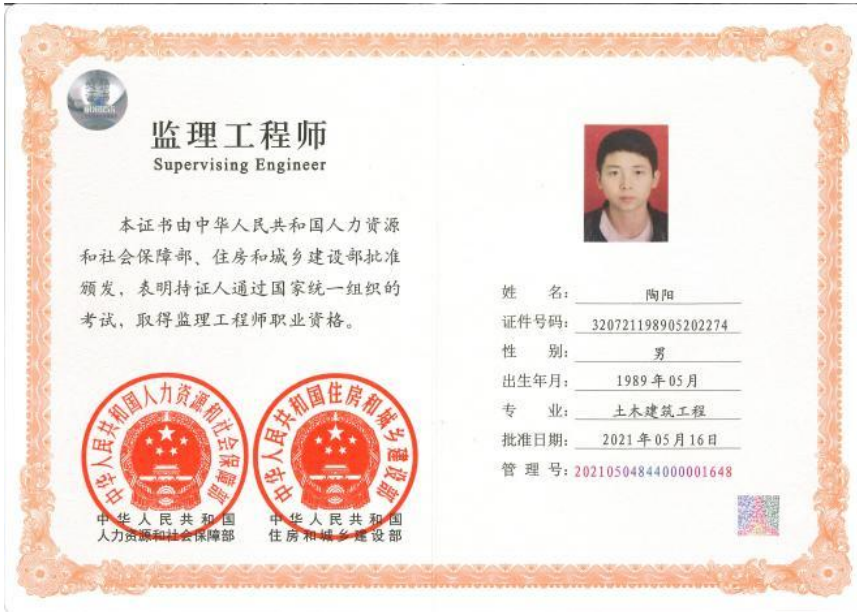 监理工程师
Supervising Engineer
本证书由中华人民共和国人力资源
和社会保障部、住房和城乡建设部批准
颁发，表明持证人通过国家统一组织的
考试，取得监理工程师职业资格。
中华人民共和国人力资源和社会保障部
中华人民共和国住房和城乡建设部
中华人民共和国
人力资源和社会保障部
中华人民共和国
住房和城乡建设部
姓 名： 陶阳
证件号码： 320721198905202274
性 别： 男
出生年月： 1989年05月
专 业： 土木建筑工程
批准日期： 2021年05月16日
管 理 号：20210504844000001648